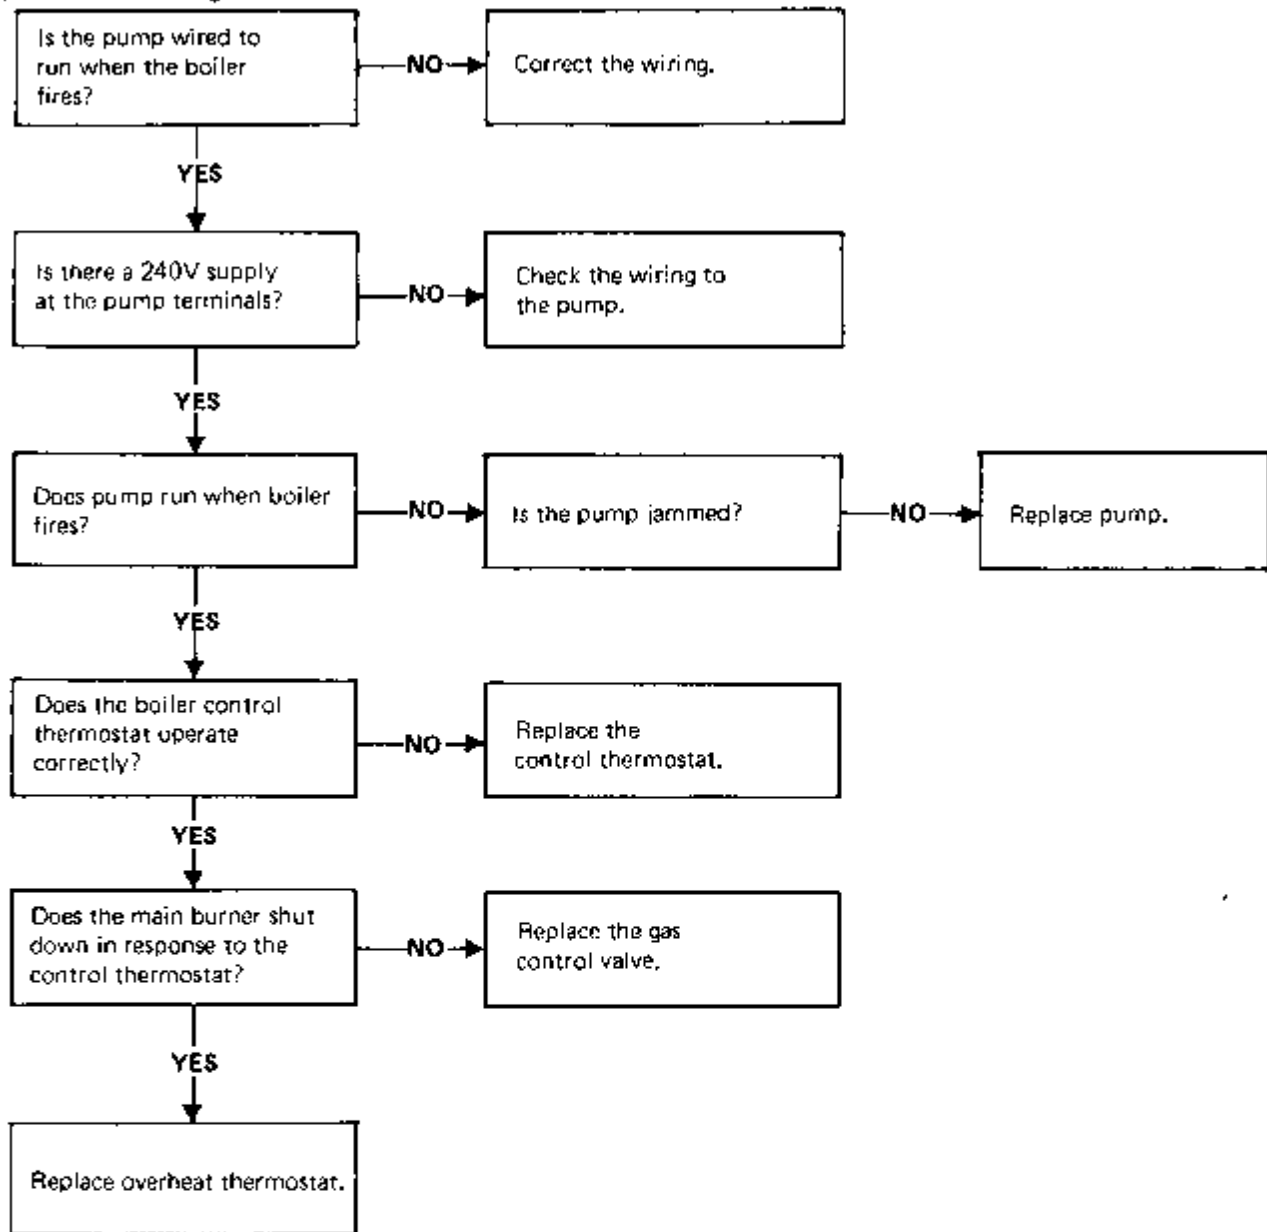 Is the pump wired to
run when the boiler
fires?
NO
Correct the wiring.
YES
Is there a 240V supply
at the pump terminals?
NO
Check the wiring to
the pump.
YES
Does pump run when boiler
fires?
NO
Is the pump jammed?
NO
Replace pump.
YES
Does the boiler control
thermostat operate
correctly?
NO
Replace the
control thermostat.
YES
Does the main burner shut
down in response to the
control thermostat?
NO
Replace the gas
control valve.
YES
Replace overheat thermostat.